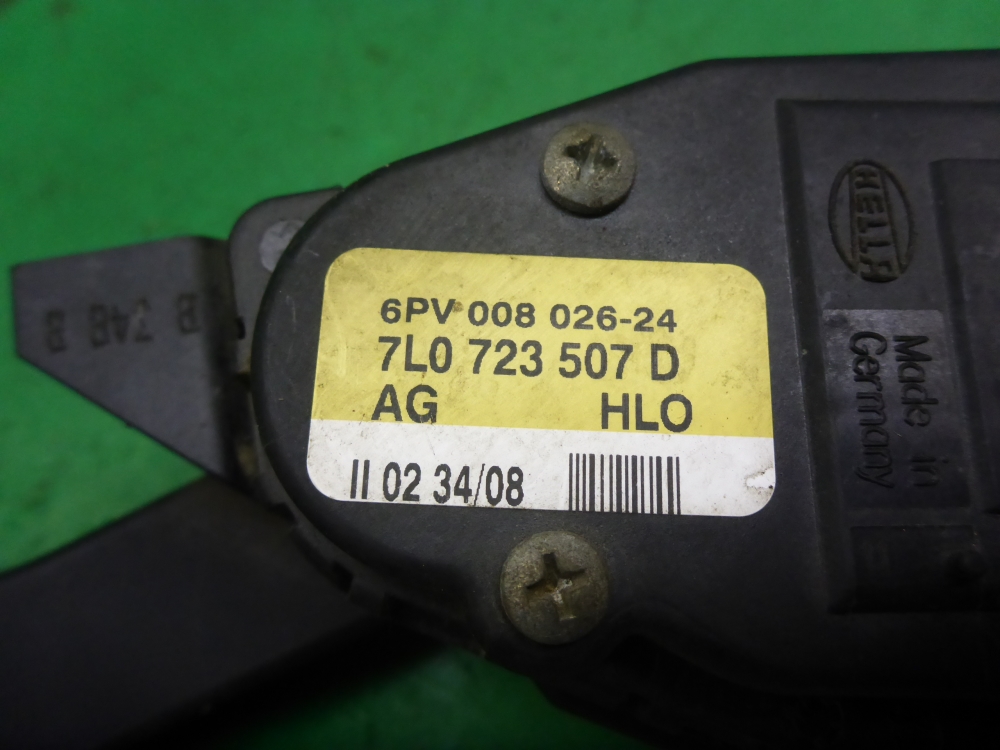 6PV 008 026-24
7L0 723 507 D
AG HLO
II 02 34/08
HELLA
Made in
Germany